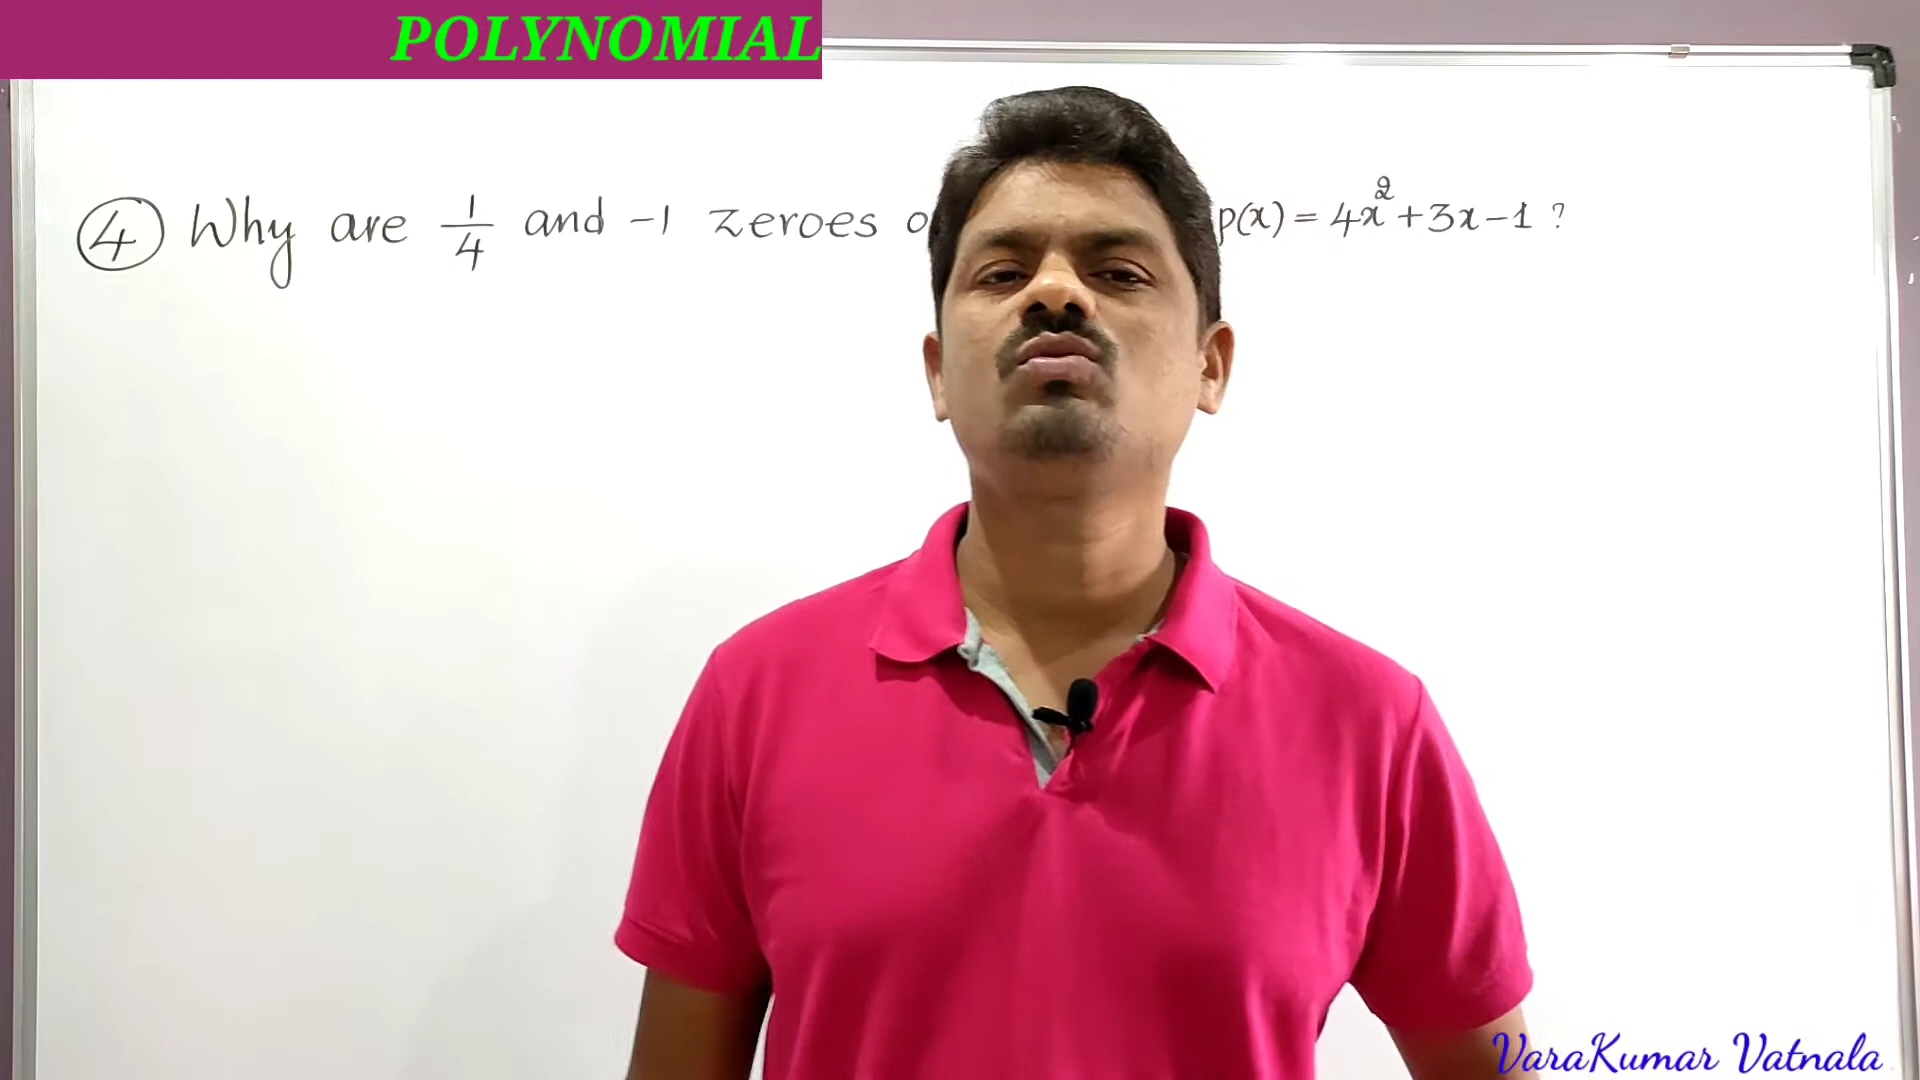 POLYNOMIAL
④ Why are 1/4 and -1 zeroes p(x) = 4x² + 3x - 1 ?
VaraKumar Vatnala